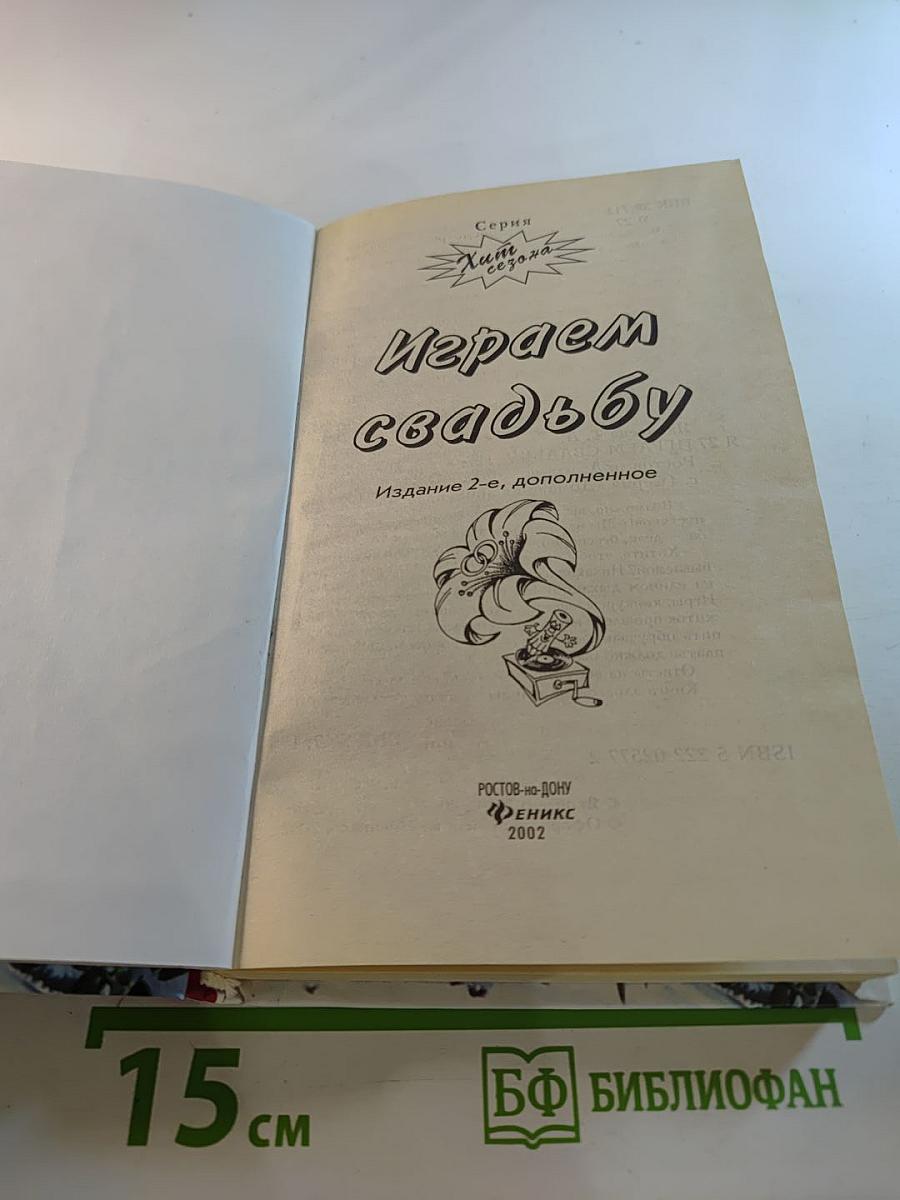 Серия
Хит
сезона
Играем
свадьбу
Издание 2-е, дополненное
РОСТОВ-на-ДОНУ
ФЕНИКС
2002
15 см
БФ БИБЛИОФАН